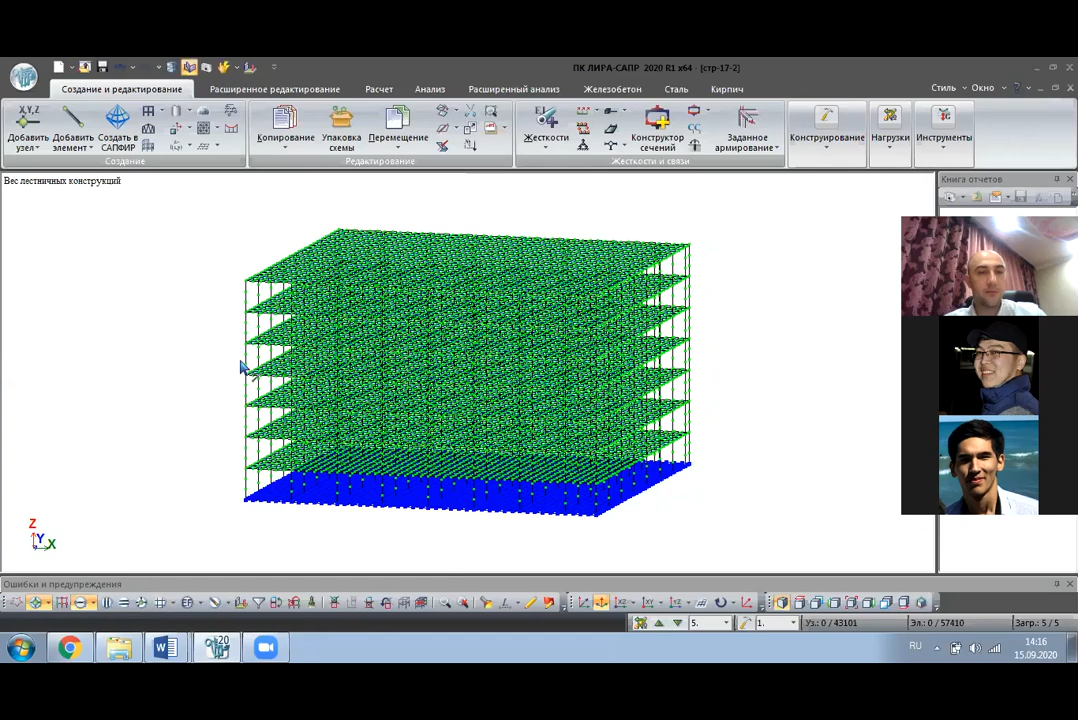 ПК ЛИРА-САПР 2020 R1 x64 - [стр-17-2]
Создание и редактирование
Расширенное редактирование
Расчет
Анализ
Расширенный анализ
Железобетон
Сталь
Кирпич
Стиль
Окно
X,Y,Z
Добавить узел
Добавить элемент
Создать в САПФИР
Копирование
Упаковка схемы
Перемещение
Жесткости
Конструктор сечений
Заданное армирование
Конструирование
Нагрузки
Инструменты
Создание
Редактирование
Жесткости и связи
Вес лестничных конструкций
Книга отчетов
Z
Y
X
Ошибки и предупреждения
5.
1.
Уз.: 0 / 43101
Эл.: 0 / 57410
Загр.: 5 / 5
20
RU
14:16
15.09.2020